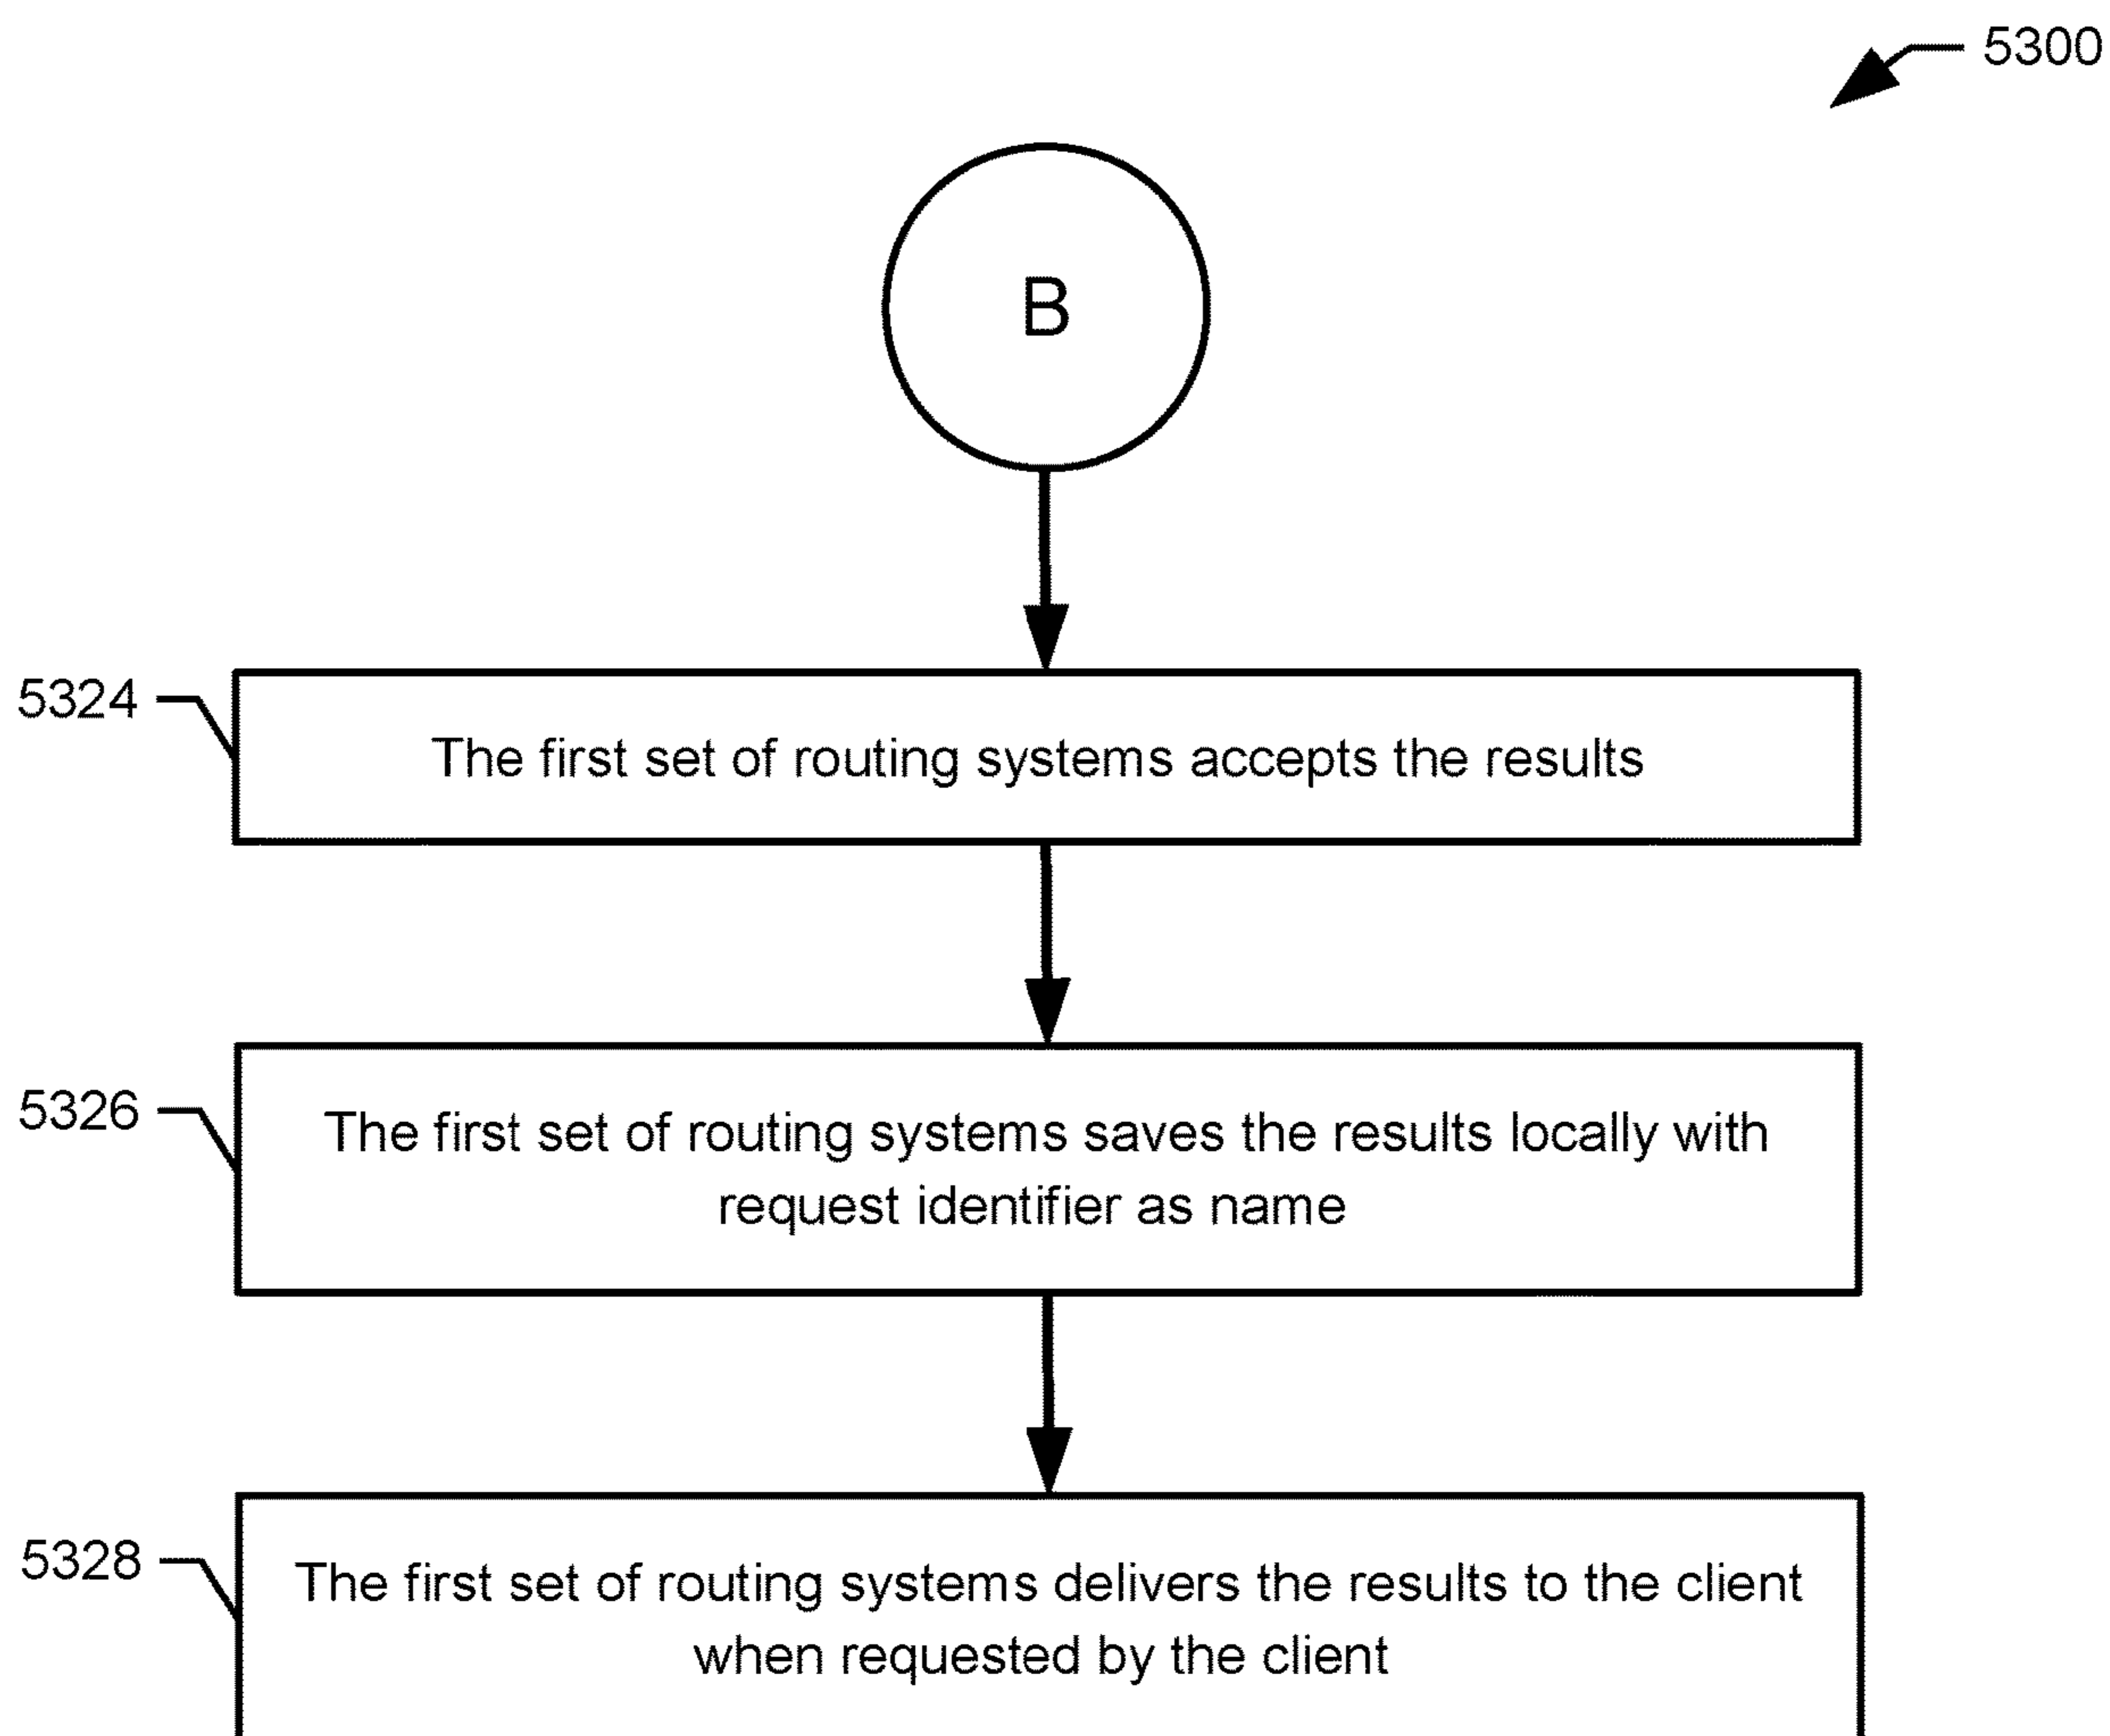 5300
B
5324
The first set of routing systems accepts the results
5326
The first set of routing systems saves the results locally with
request identifier as name
5328
The first set of routing systems delivers the results to the client
when requested by the client